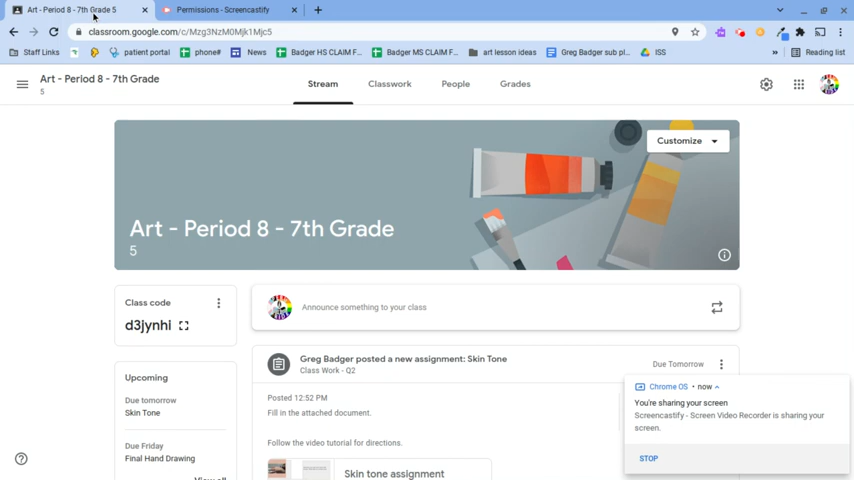 Art - Period 8 - 7th Grade 5
Permissions - Screencastify
classroom.google.com/c/Mzg3NzM0Mjk1Mjc5
Staff Links
patient portal
phone#
News
Badger HS CLAIM F...
Badger MS CLAIM F...
art lesson ideas
Greg Badger sub pl...
ISS
»
Reading list
Art - Period 8 - 7th Grade
5
Stream
Classwork
People
Grades
Customize
Art - Period 8 - 7th Grade
5
Class code
d3jynhi
Announce something to your class
Upcoming
Due tomorrow
Skin Tone
Due Friday
Final Hand Drawing
View all
Greg Badger posted a new assignment: Skin Tone
Class Work - Q2
Due Tomorrow
Posted 12:52 PM
Fill in the attached document.
Follow the video tutorial for directions.
Skin tone assignment
Chrome OS • now
You're sharing your screen
Screencastify - Screen Video Recorder is sharing your
screen.
STOP